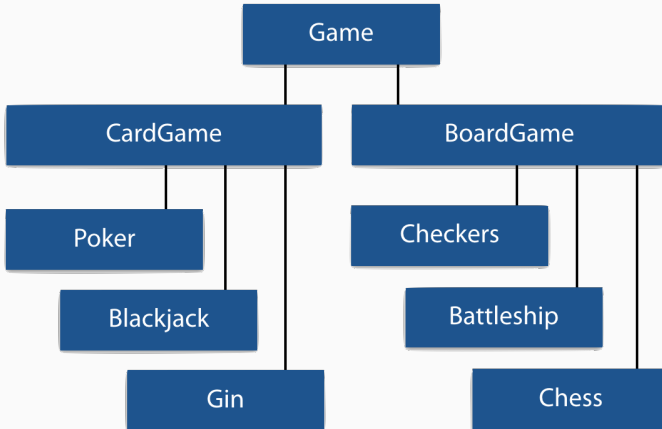 Game
CardGame
BoardGame
Poker
Checkers
Blackjack
Battleship
Gin
Chess